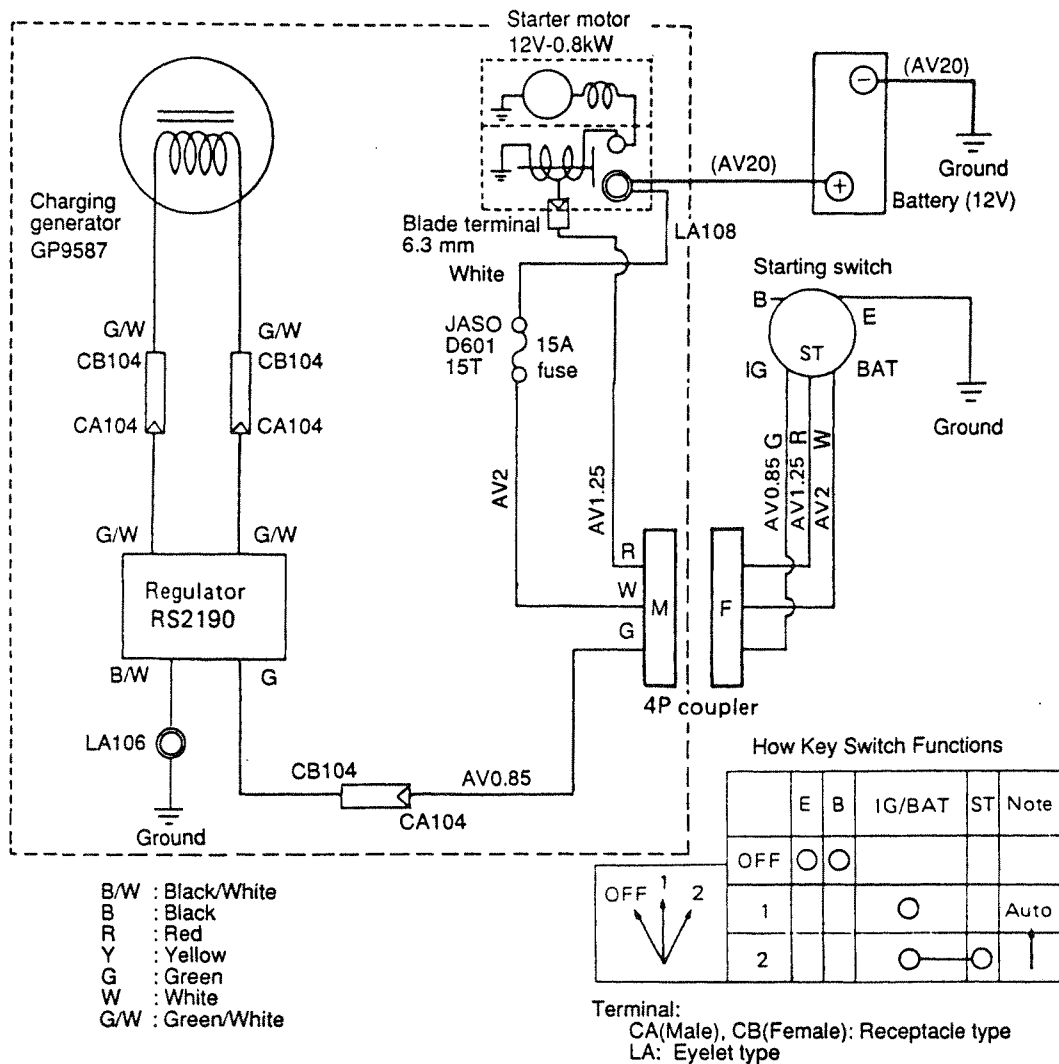 Starter motor
12V-0.8kW
(AV20)
Ground
Battery (12V)
(AV20)
Charging
generator
GP9587
Blade terminal
6.3 mm
LA108
White
Starting switch
B
E
ST
IG
BAT
Ground
G/W
G/W
JASO
D601
15T
15A
fuse
CB104
CB104
CA104
CA104
AV2
AV1.25
AV0.85 G
AV1.25 R
AV2 W
G/W
G/W
Regulator
RS2190
R
W
G
M
F
4P coupler
B/W
G
LA106
Ground
CB104
AV0.85
CA104
How Key Switch Functions
E B IG/BAT ST Note
OFF
1 Auto
2
OFF 1 2
B/W : Black/White
B : Black
R : Red
Y : Yellow
G : Green
W : White
G/W : Green/White
Terminal:
CA(Male), CB(Female): Receptacle type
LA: Eyelet type